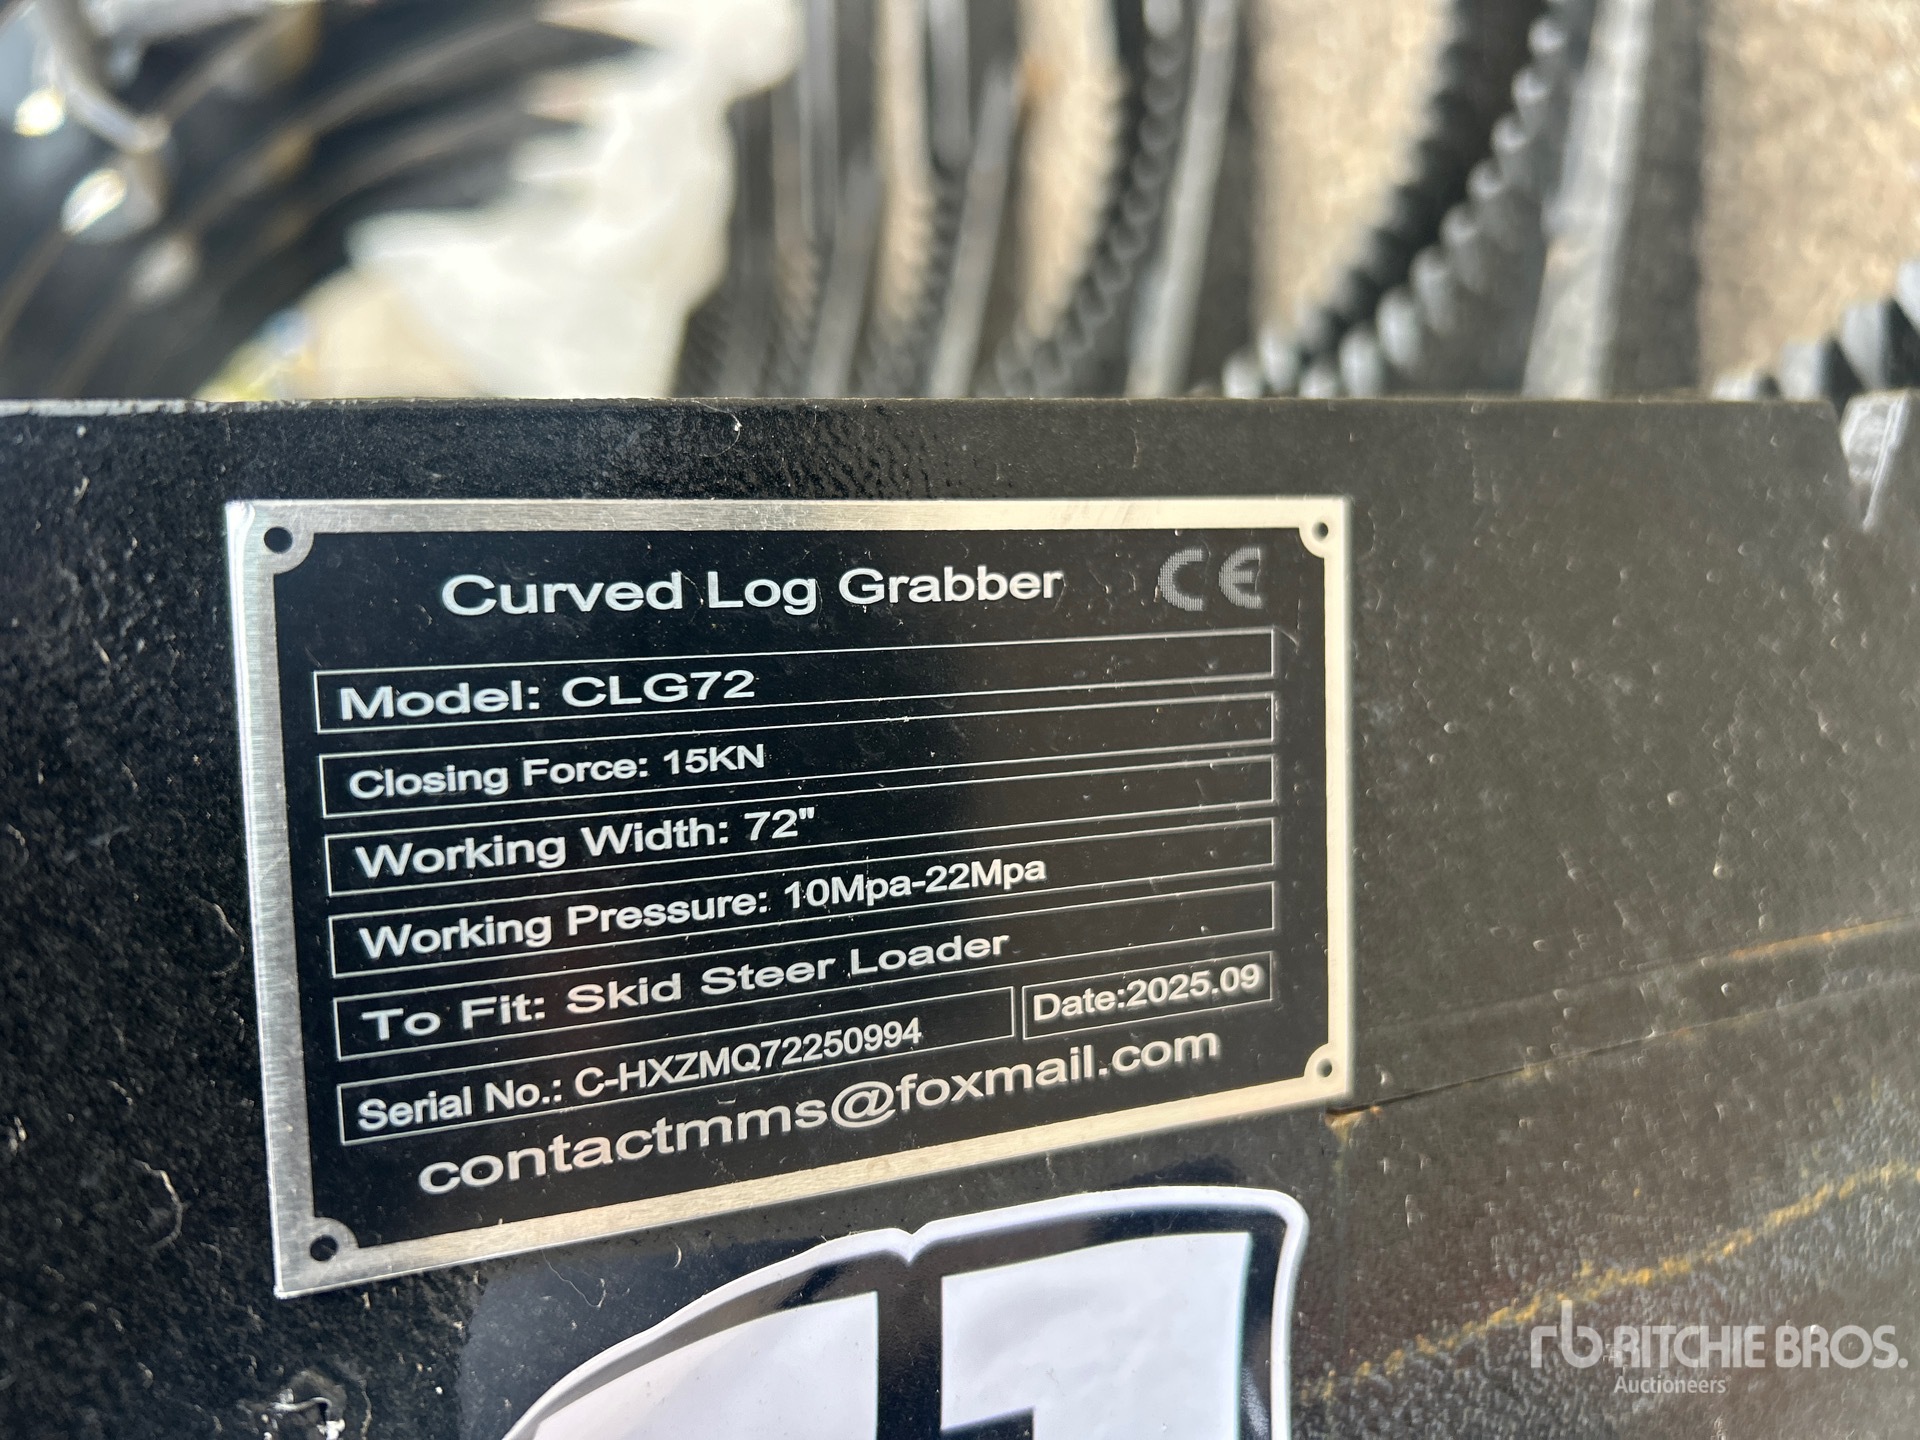 Curved Log Grabber CE
Model: CLG72
Closing Force: 15KN
Working Width: 72"
Working Pressure: 10Mpa-22Mpa
To Fit: Skid Steer Loader
Serial No.: C-HXZMQ72250994 Date:2025.09
contactmms@foxmail.com
rb RITCHIE BROS.
Auctioneers